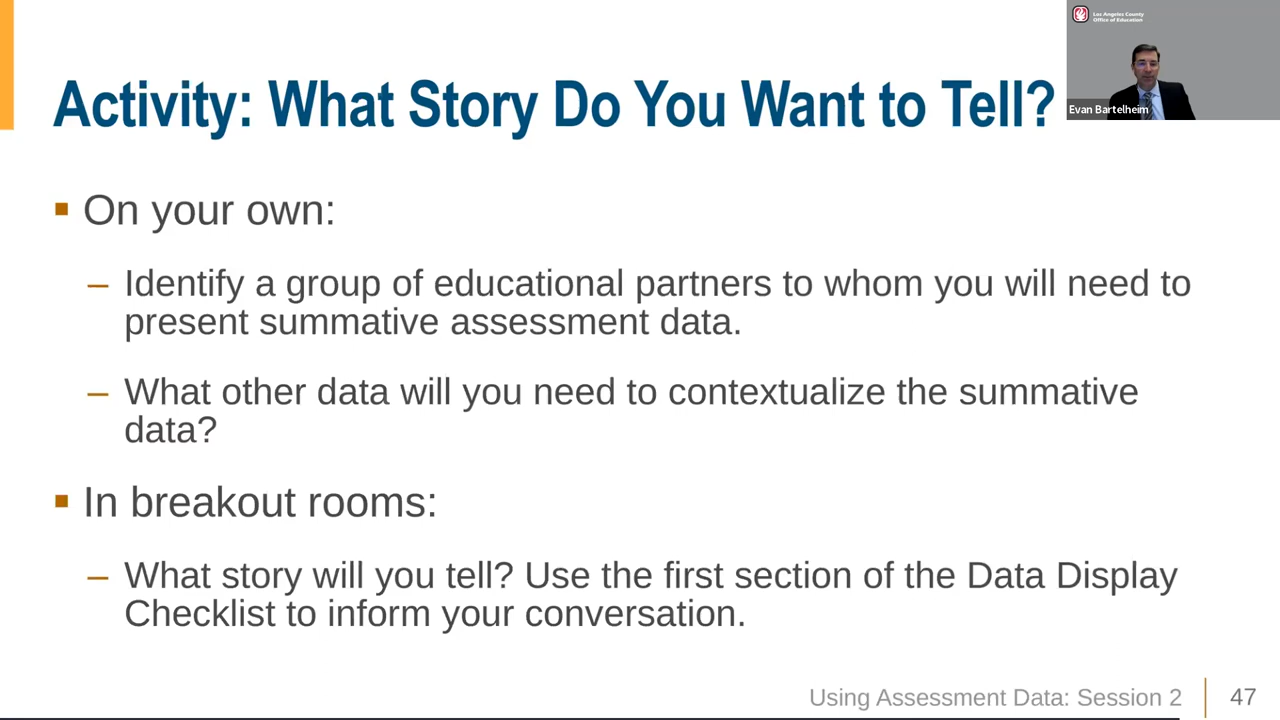 Los Angeles County
Office of Education
Activity: What Story Do You Want to Tell?
Evan Bartelheim
▪ On your own:
– Identify a group of educational partners to whom you will need to
present summative assessment data.
– What other data will you need to contextualize the summative
data?
▪ In breakout rooms:
– What story will you tell? Use the first section of the Data Display
Checklist to inform your conversation.
Using Assessment Data: Session 2
47